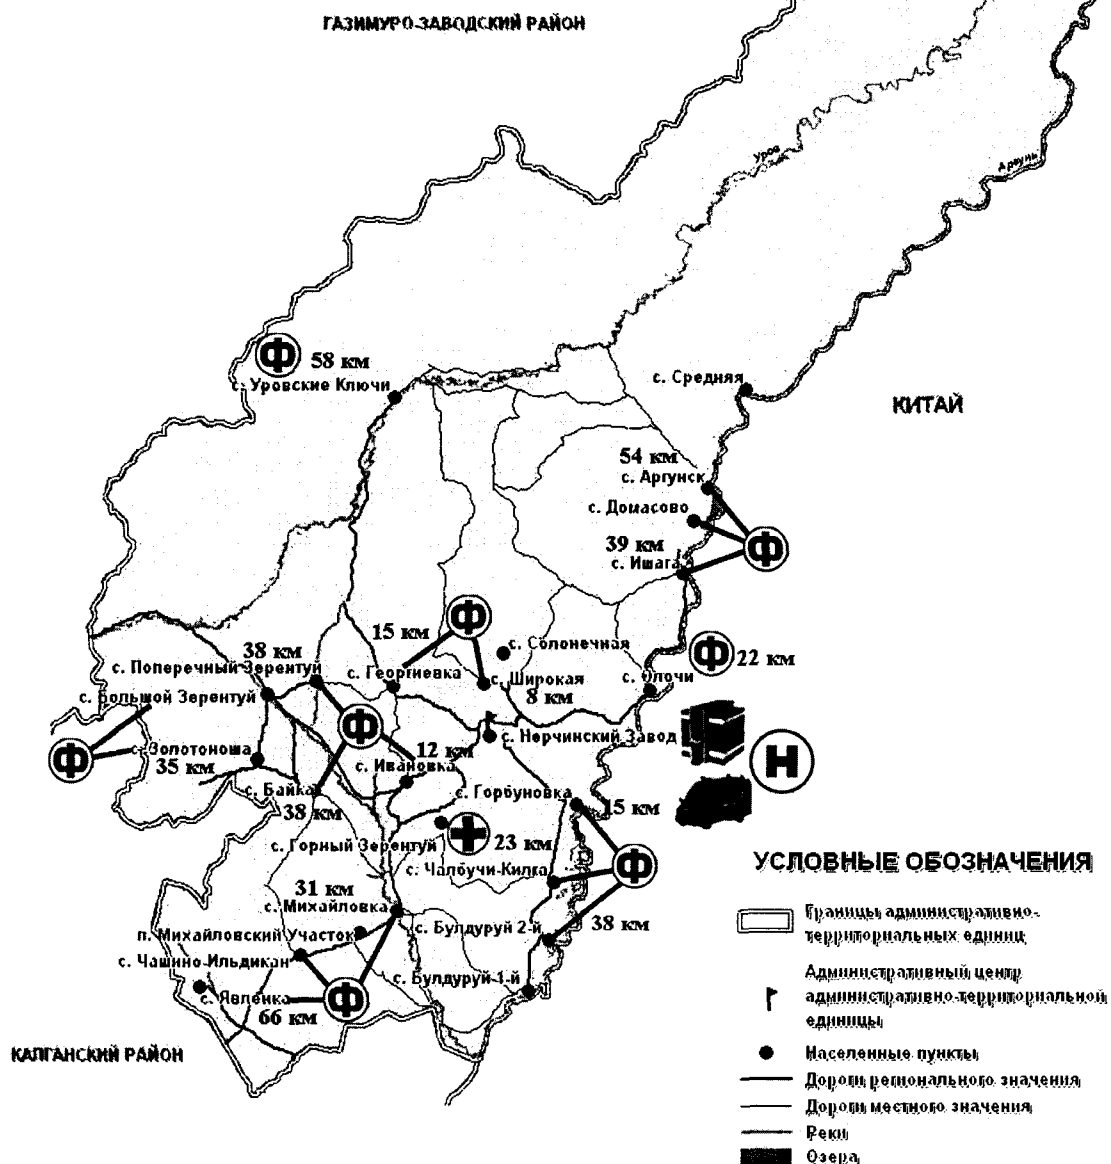 ГАЗИМУРО-ЗАВОДСКИЙ РАЙОН
Уров
Аргунь
Ф
58 км
с. Уровские Ключи
с. Средняя
КИТАЙ
54 км
с. Аргунск
с. Домасово
39 км
с. Ишага
Ф
Ф
15 км
с. Солонечная
38 км
с. Поперечный Зерентуй
с. Георгиевка
с. Широкая
8 км
Ф
22 км
с. Олочи
с. Большой Зерентуй
Ф
с. Золотоноша
35 км
Ф
12 км
с. Ивановка
с. Нерчинский Завод
Н
с. Байка
38 км
с. Горбуновка
15 км
с. Горный Зерентуй
23 км
с. Чалбучи-Килга
Ф
31 км
с. Михайловка
с. Булдуруй 2-й
38 км
п. Михайловский Участок
с. Чашино-Ильдикан
с. Булдуруй 1-й
с. Явленка
Ф
66 км
КАЛГАНСКИЙ РАЙОН
УСЛОВНЫЕ ОБОЗНАЧЕНИЯ
Границы административно-
территориальных единиц
Административный центр
административно-территориальной
единицы
Населенные пункты
Дороги регионального значения
Дороги местного значения
Реки
Озера